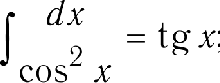 ∫ dx / cos² x = tg x;